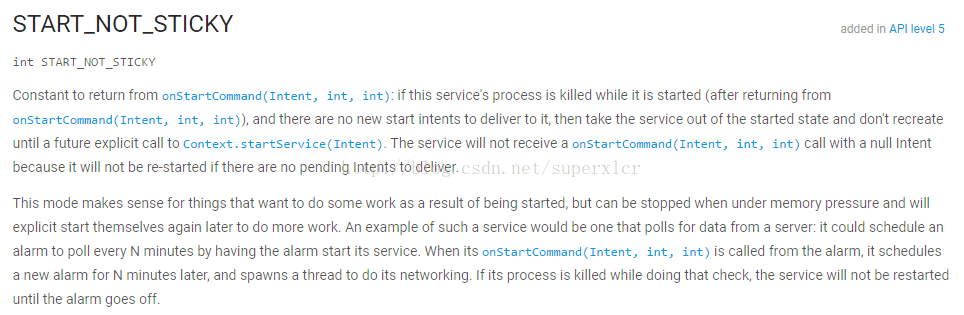 START_NOT_STICKY
added in API level 5
int START_NOT_STICKY
Constant to return from onStartCommand(Intent, int, int): if this service's process is killed while it is started (after returning from
onStartCommand(Intent, int, int)), and there are no new start intents to deliver to it, then take the service out of the started state and don't recreate
until a future explicit call to Context.startService(Intent). The service will not receive a onStartCommand(Intent, int, int) call with a null Intent
because it will not be re-started if there are no pending Intents to deliver.
http://blog.csdn.net/superxlcr
This mode makes sense for things that want to do some work as a result of being started, but can be stopped when under memory pressure and will
explicit start themselves again later to do more work. An example of such a service would be one that polls for data from a server: it could schedule an
alarm to poll every N minutes by having the alarm start its service. When its onStartCommand(Intent, int, int) is called from the alarm, it schedules
a new alarm for N minutes later, and spawns a thread to do its networking. If its process is killed while doing that check, the service will not be restarted
until the alarm goes off.